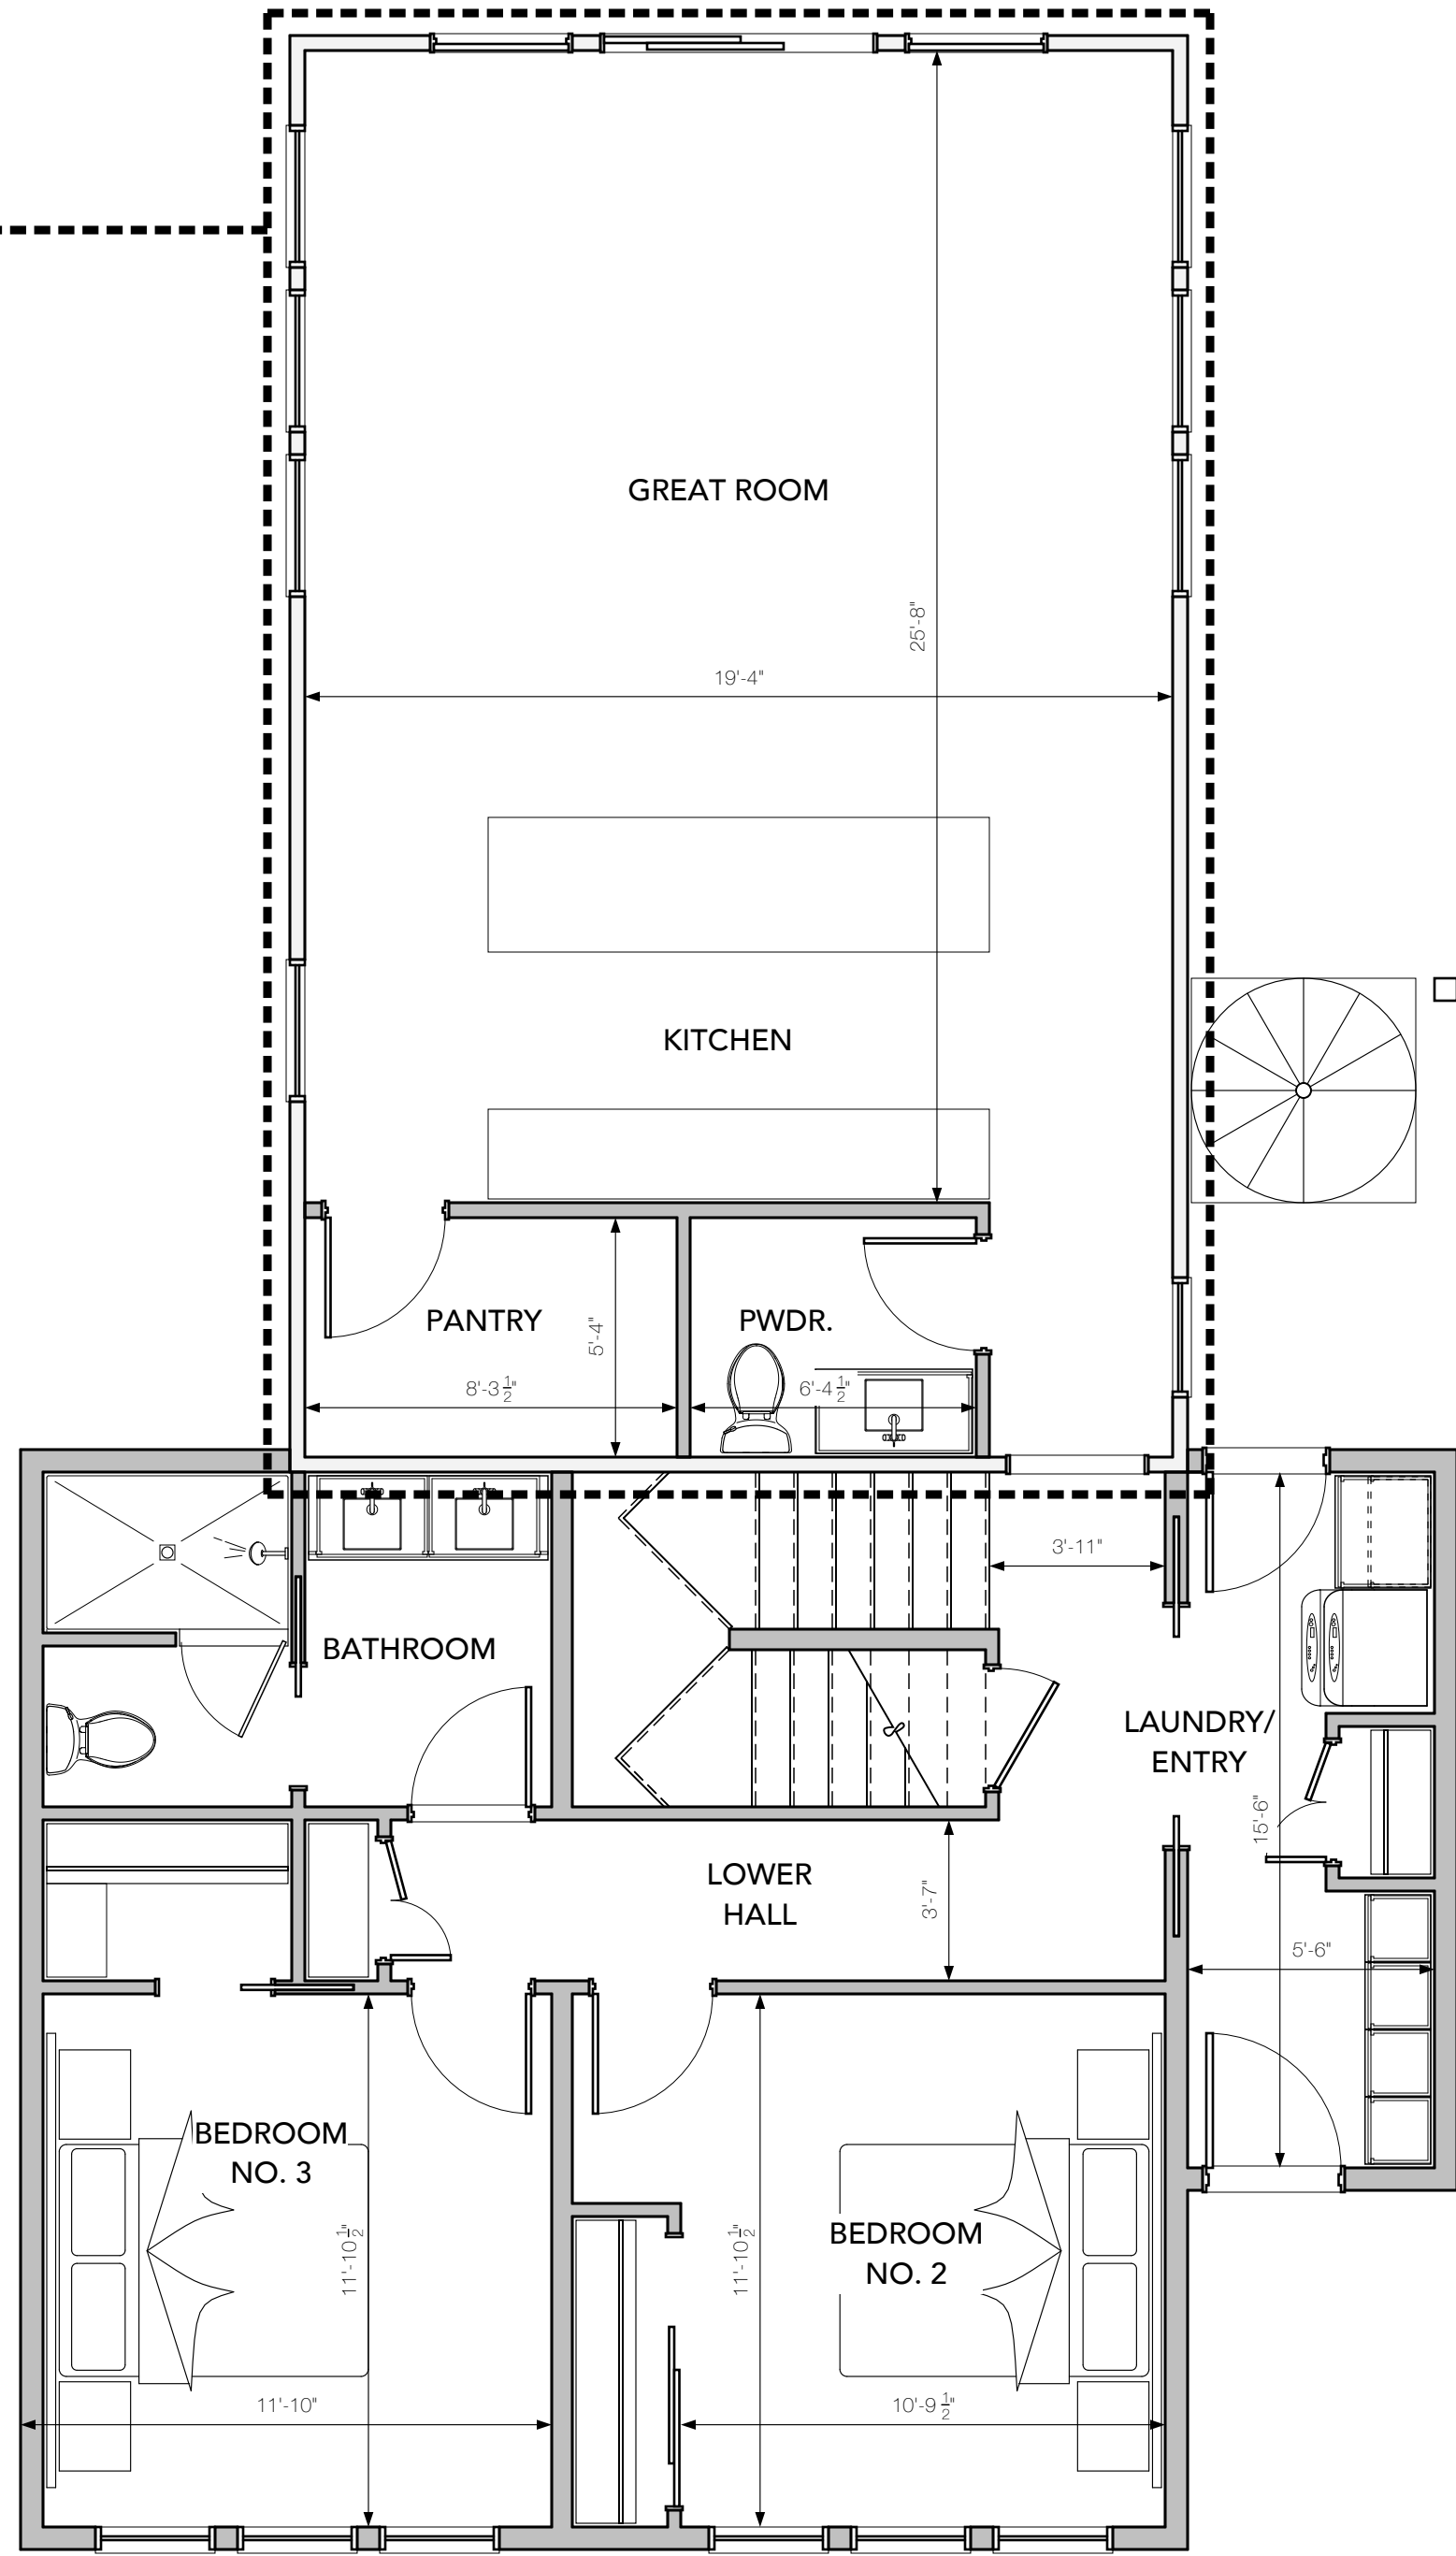 GREAT ROOM
25'-8"
19'-4"
KITCHEN
PANTRY
5'-4"
PWDR.
8'-3 1/2"
6'-4 1/2"
3'-11"
BATHROOM
LAUNDRY/
ENTRY
15'-6"
LOWER
HALL
3'-7"
5'-6"
BEDROOM
NO. 3
11'-10 1/2"
11'-10 1/2"
BEDROOM
NO. 2
11'-10"
10'-9 1/2"